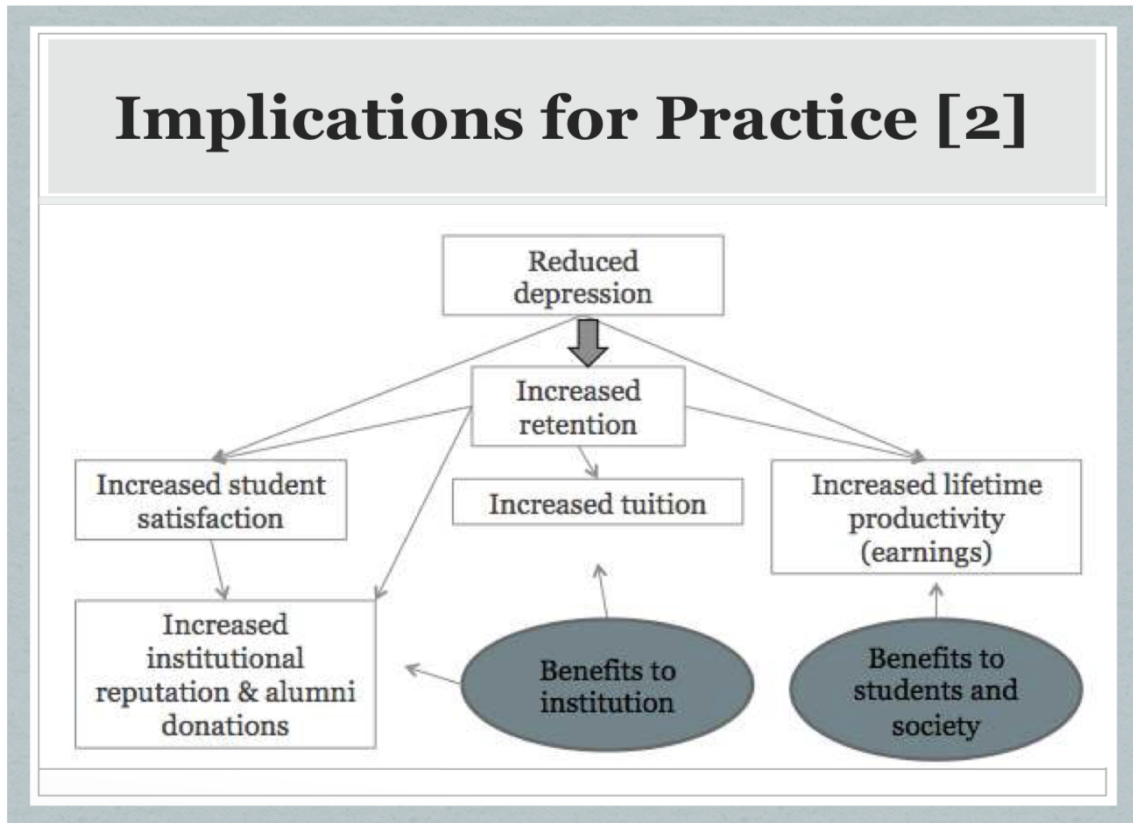 Implications for Practice [2]
Reduced
depression
Increased
retention
Increased student
satisfaction
Increased tuition
Increased lifetime
productivity
(earnings)
Increased
institutional
reputation & alumni
donations
Benefits to
institution
Benefits to
students and
society